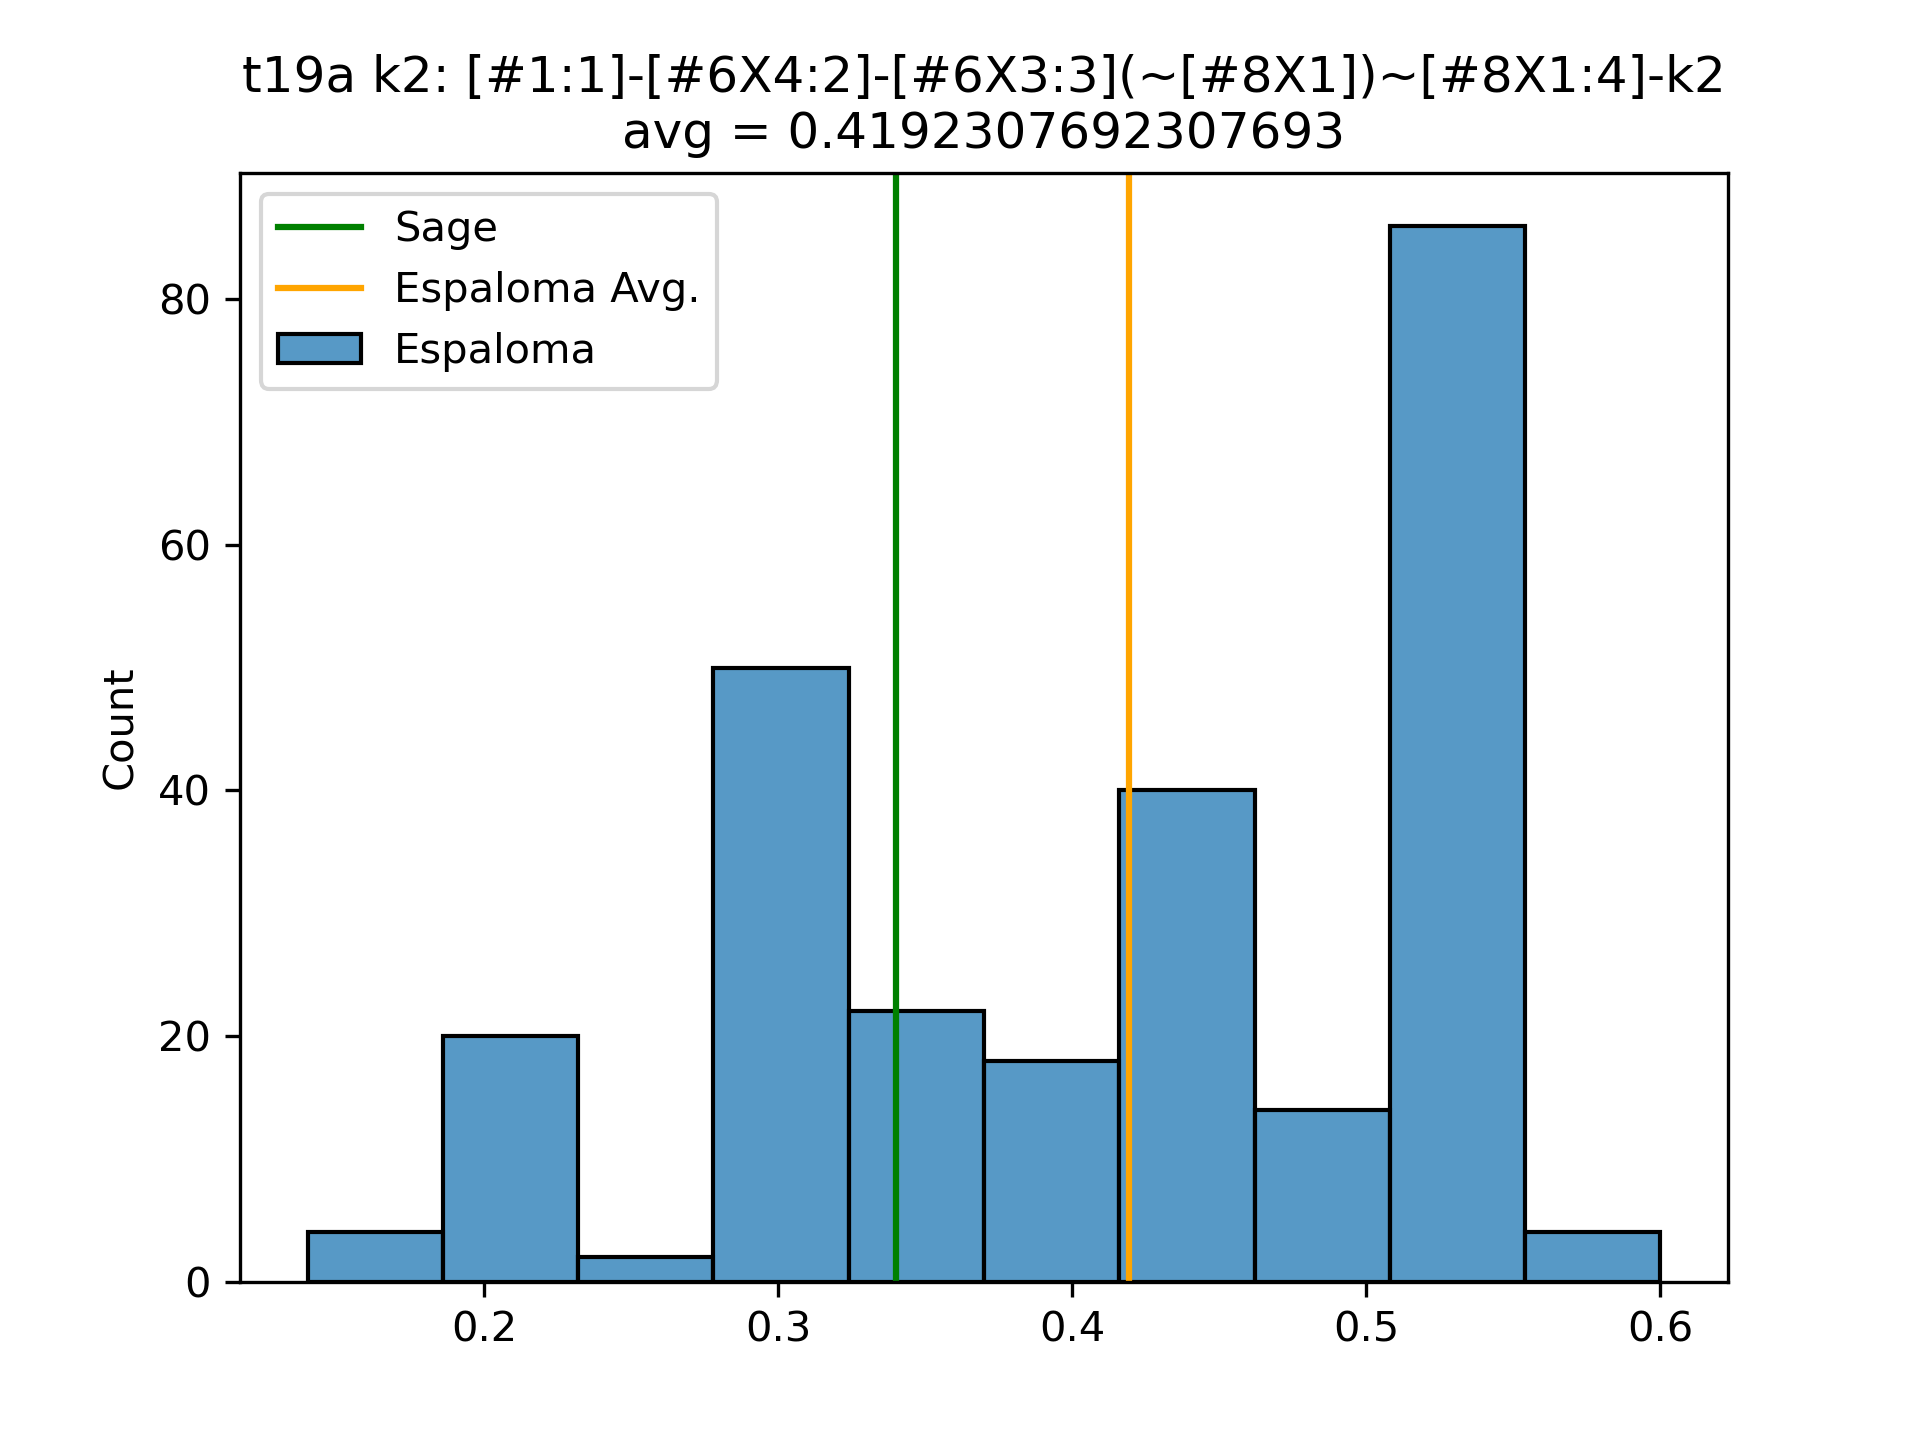 t19a k2: [#1:1]-[#6X4:2]-[#6X3:3](~[#8X1])~[#8X1:4]-k2
avg = 0.4192307692307693
Sage
Espaloma Avg.
Espaloma
Count
80
60
40
20
0
0.2
0.3
0.4
0.5
0.6